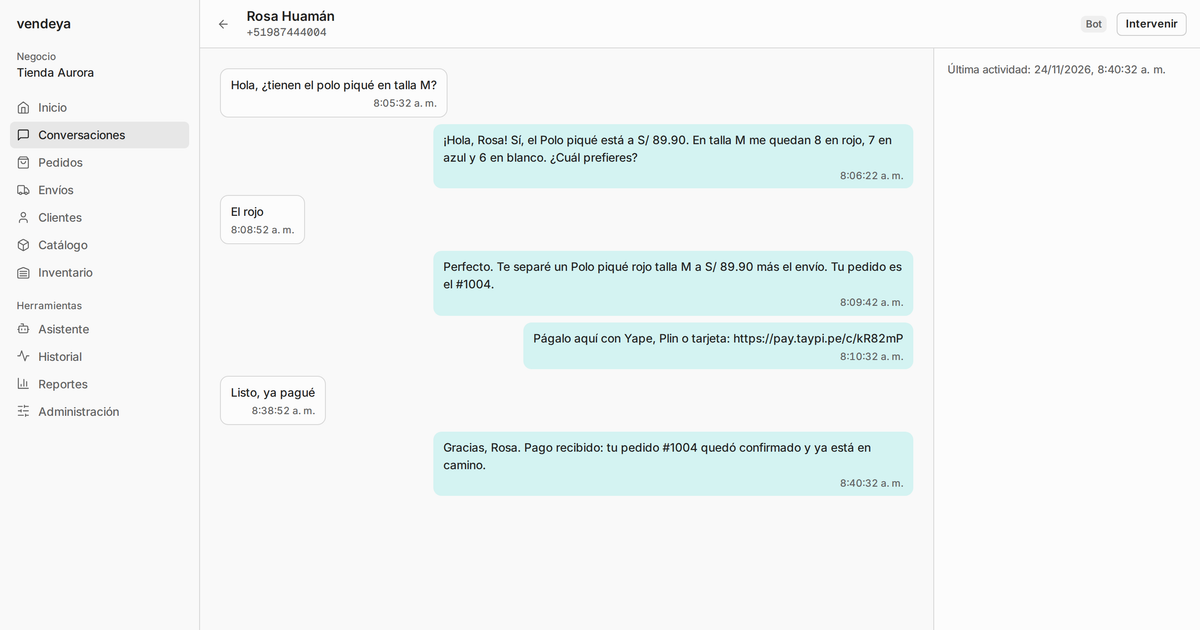 vendeya
Negocio
Tienda Aurora
Inicio
Conversaciones
Pedidos
Envíos
Clientes
Catálogo
Inventario
Herramientas
Asistente
Historial
Reportes
Administración
Rosa Huamán
+51987444004
Bot
Intervenir
Hola, ¿tienen el polo piqué en talla M?
8:05:32 a. m.
¡Hola, Rosa! Sí, el Polo piqué está a S/ 89.90. En talla M me quedan 8 en rojo, 7 en
azul y 6 en blanco. ¿Cuál prefieres?
8:06:22 a. m.
El rojo
8:08:52 a. m.
Perfecto. Te separé un Polo piqué rojo talla M a S/ 89.90 más el envío. Tu pedido es
el #1004.
8:09:42 a. m.
Págalo aquí con Yape, Plin o tarjeta: https://pay.taypi.pe/c/kR82mP
8:10:32 a. m.
Listo, ya pagué
8:38:52 a. m.
Gracias, Rosa. Pago recibido: tu pedido #1004 quedó confirmado y ya está en
camino.
8:40:32 a. m.
Última actividad: 24/11/2026, 8:40:32 a. m.